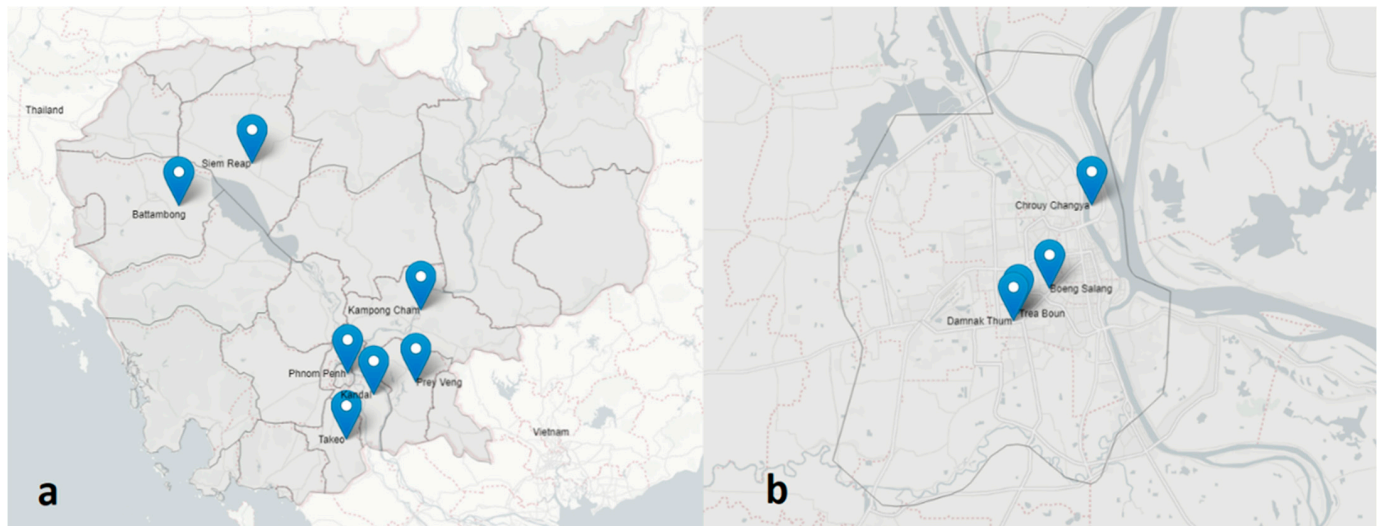 Thailand
Siem Reap
Battambong
Kampong Cham
Phnom Penh
Prey Veng
Kandal
Takeo
Vietnam
a
Chrouy Changya
Boeng Salang
Trea Boun
Damnak Thum
b